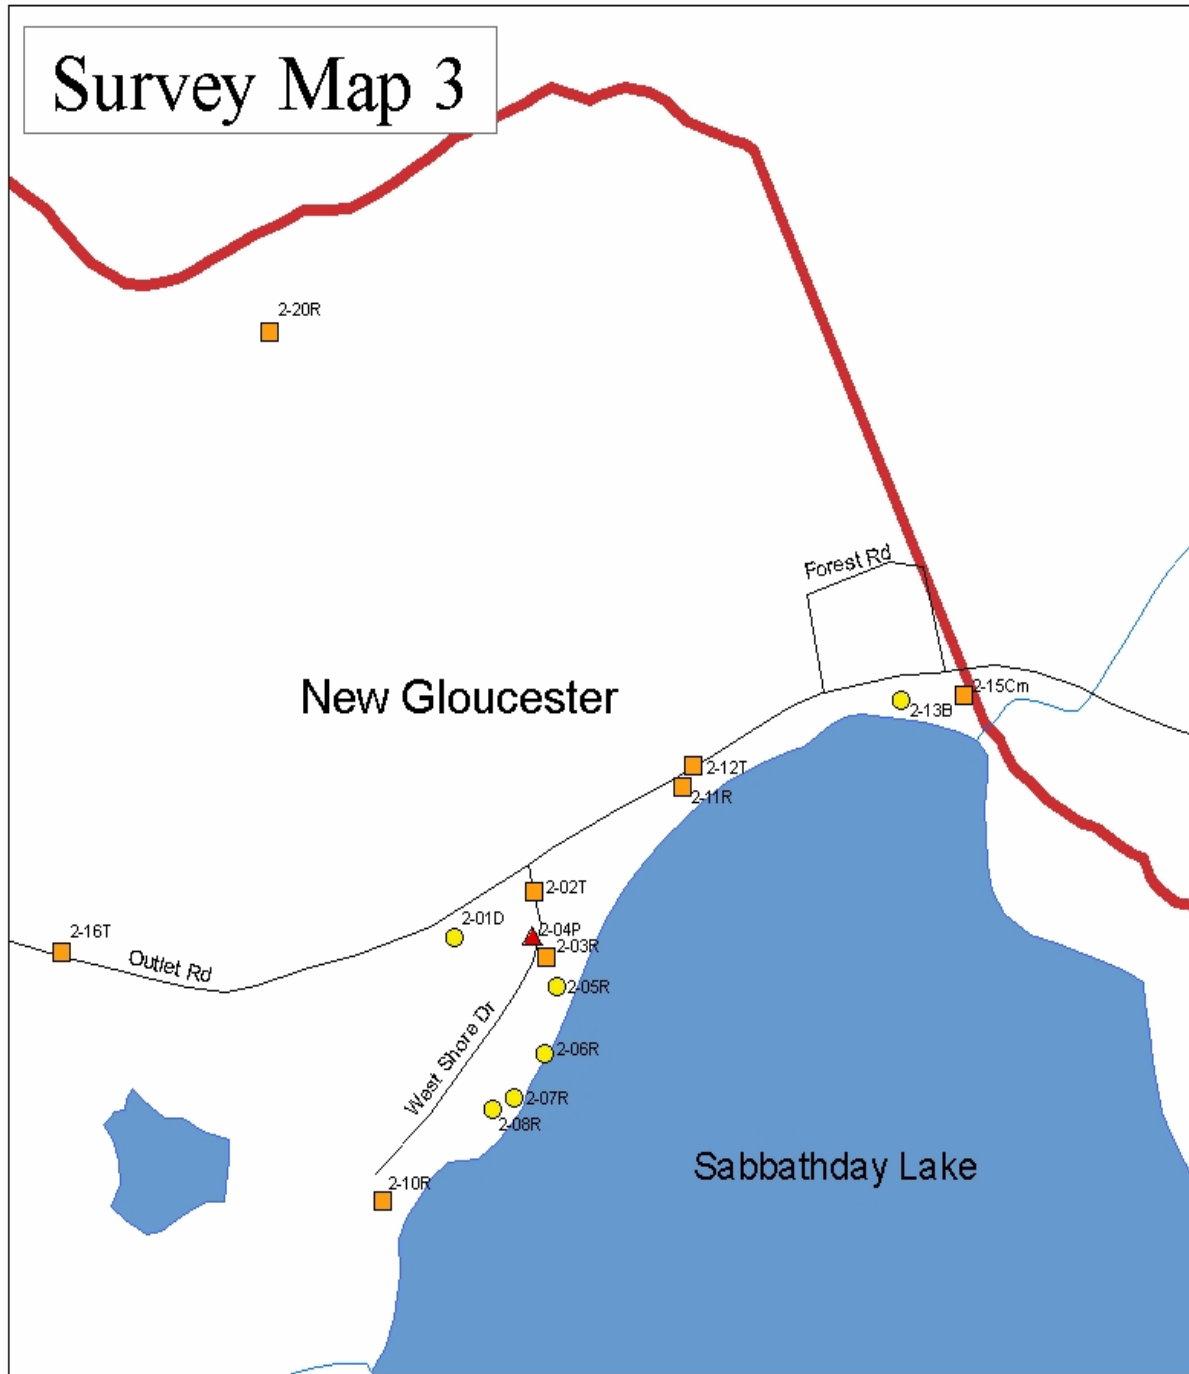 Survey Map 3
2-20R
Forest Rd
New Gloucester
2-15Cm
2-13B
2-12T
2-11R
2-02T
2-01D
2-04P
2-16T
2-03R
Outlet Rd
2-05R
West Shore Dr
2-06R
2-07R
2-08R
Sabbathday Lake
2-10R